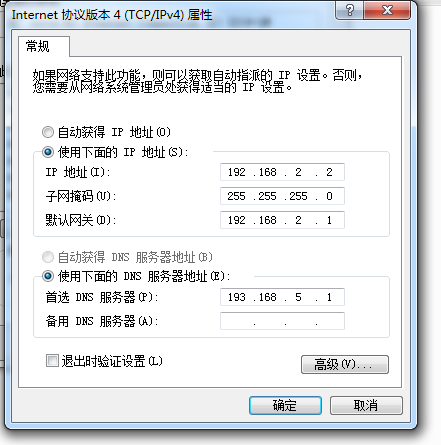 Internet 协议版本 4 (TCP/IPv4) 属性
常规
如果网络支持此功能，则可以获取自动指派的 IP 设置。否则，
您需要从网络系统管理员处获得适当的 IP 设置。
自动获得 IP 地址(O)
使用下面的 IP 地址(S):
IP 地址(I): 192 .168 . 2 . 2
子网掩码(U): 255 .255 .255 . 0
默认网关(D): 192 .168 . 2 . 1
自动获得 DNS 服务器地址(B)
使用下面的 DNS 服务器地址(E):
首选 DNS 服务器(P): 193 .168 . 5 . 1
备用 DNS 服务器(A): . . .
退出时验证设置(L)
高级(V)...
确定 取消